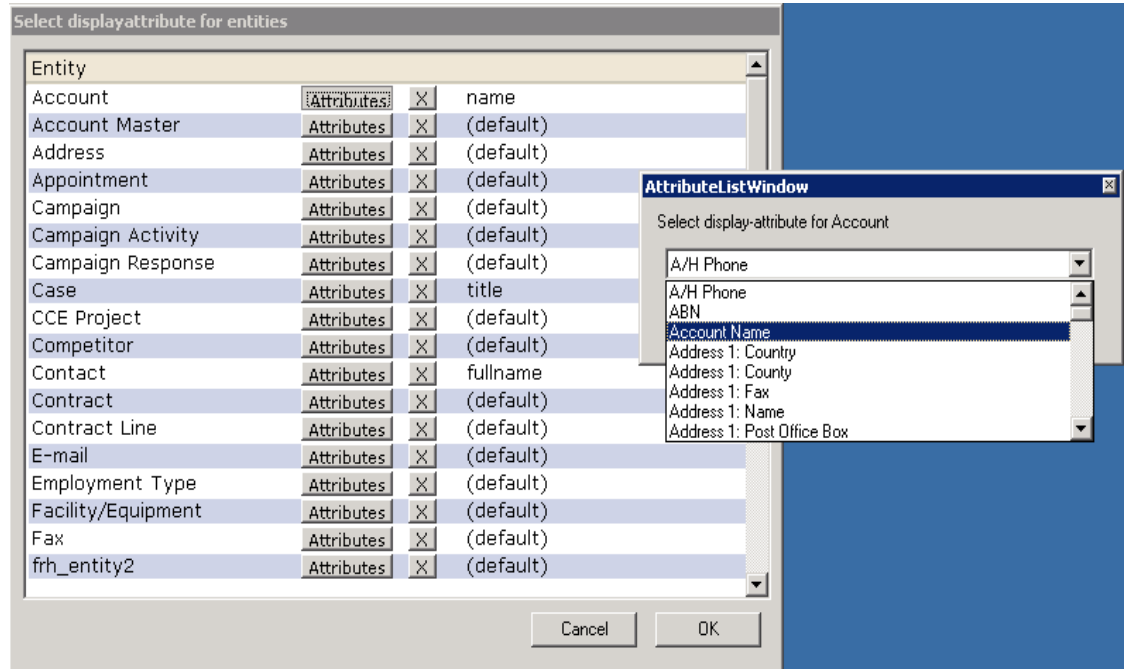 Select displayattribute for entities
Entity
Account Attributes X name
Account Master Attributes X (default)
Address Attributes X (default)
Appointment Attributes X (default)
Campaign Attributes X (default)
Campaign Activity Attributes X (default)
Campaign Response Attributes X (default)
Case Attributes X title
CCE Project Attributes X (default)
Competitor Attributes X (default)
Contact Attributes X fullname
Contract Attributes X (default)
Contract Line Attributes X (default)
E-mail Attributes X (default)
Employment Type Attributes X (default)
Facility/Equipment Attributes X (default)
Fax Attributes X (default)
frh_entity2 Attributes X (default)
Cancel OK
AttributeListWindow
Select display-attribute for Account
A/H Phone
A/H Phone
ABN
Account Name
Address 1: Country
Address 1: County
Address 1: Fax
Address 1: Name
Address 1: Post Office Box